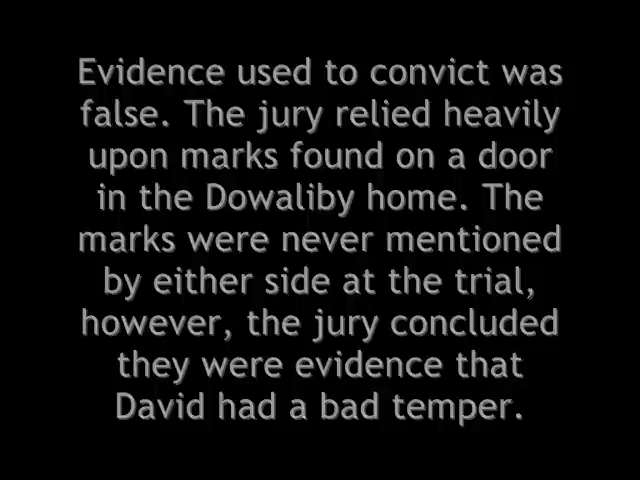 Evidence used to convict was
false. The jury relied heavily
upon marks found on a door
in the Dowaliby home. The
marks were never mentioned
by either side at the trial,
however, the jury concluded
they were evidence that
David had a bad temper.